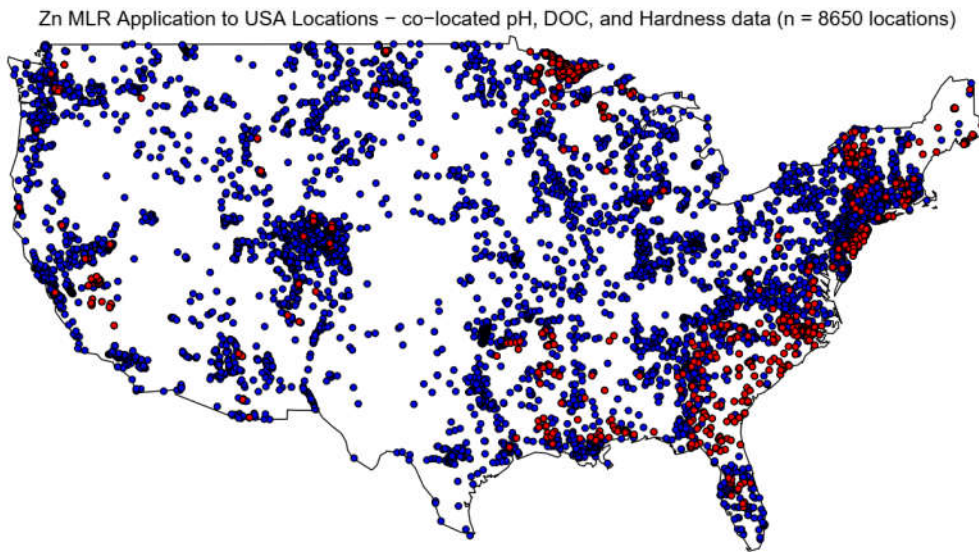 Zn MLR Application to USA Locations − co−located pH, DOC, and Hardness data (n = 8650 locations)